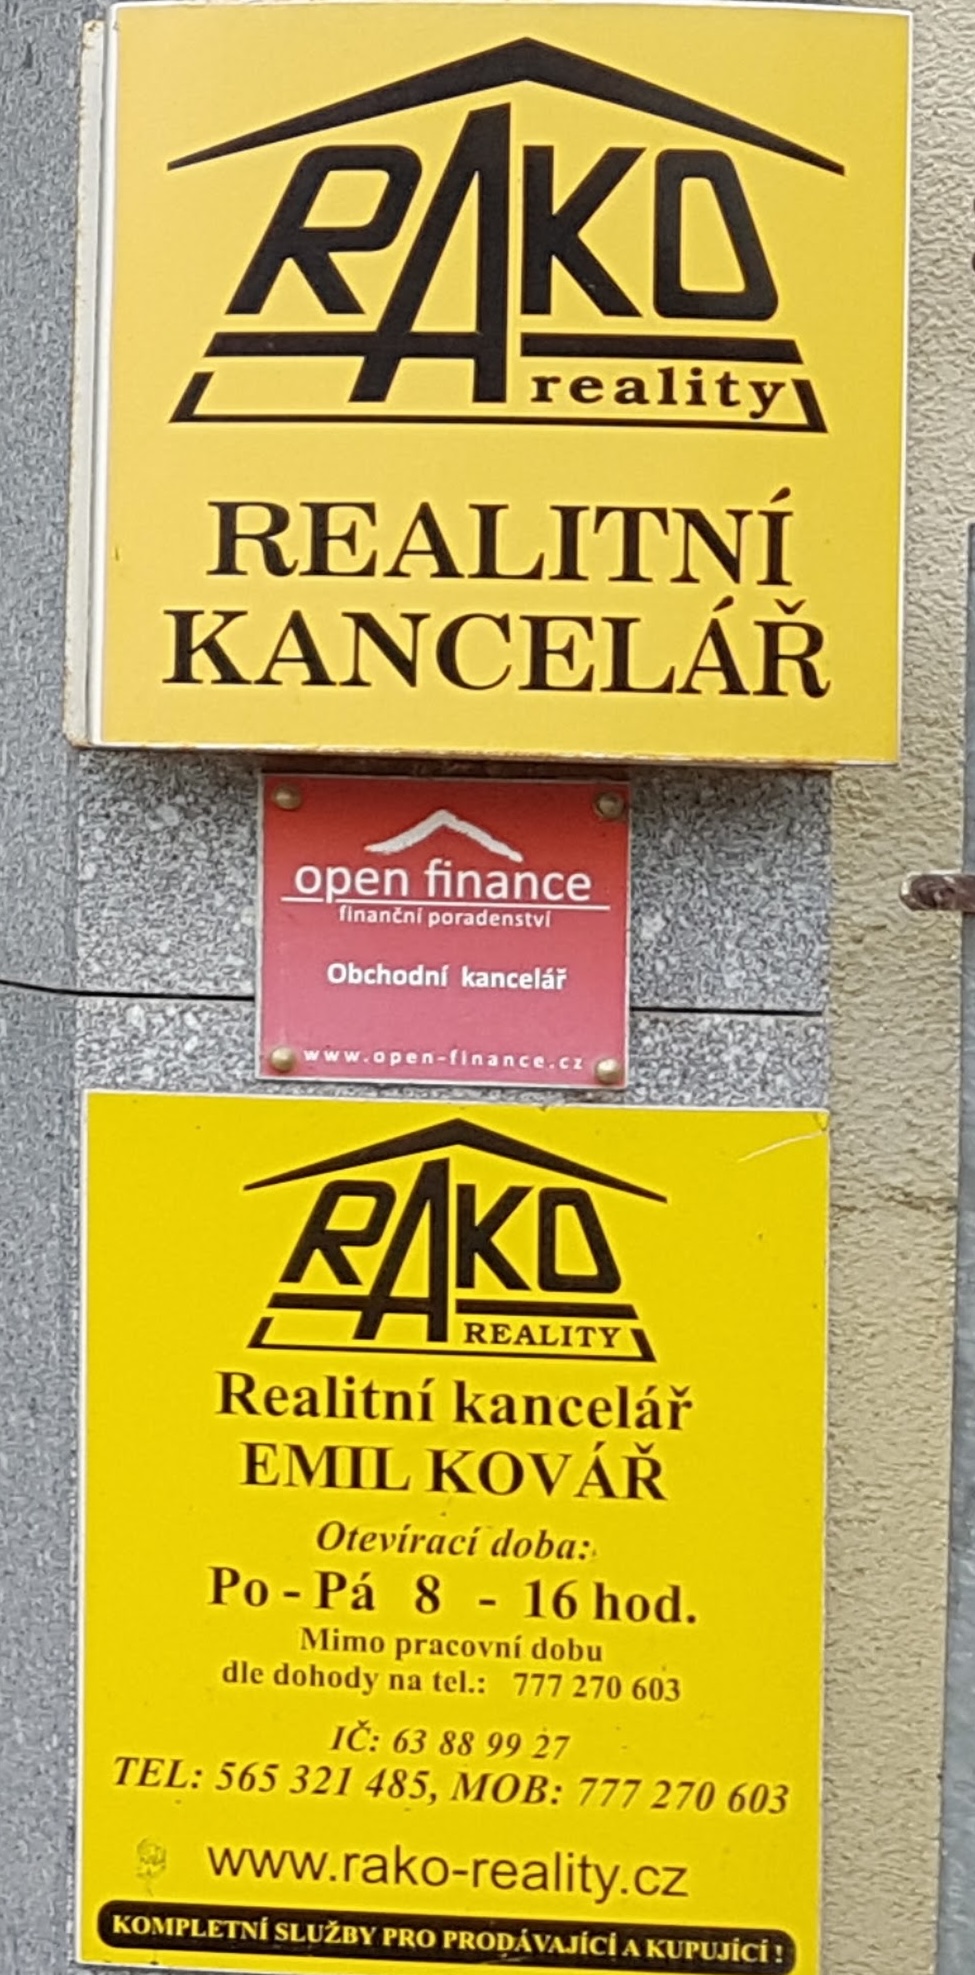 RAKO
reality
REALITNÍ
KANCELÁŘ
open finance
finanční poradenství
Obchodní kancelář
www.open-finance.cz
RAKO
REALITY
Realitní kancelář
EMIL KOVÁŘ
Otevírací doba:
Po - Pá 8 - 16 hod.
Mimo pracovní dobu
dle dohody na tel.: 777 270 603
IČ: 63 88 99 27
TEL: 565 321 485, MOB: 777 270 603
www.rako-reality.cz
KOMPLETNÍ SLUŽBY PRO PRODÁVAJÍCÍ A KUPUJÍCÍ !